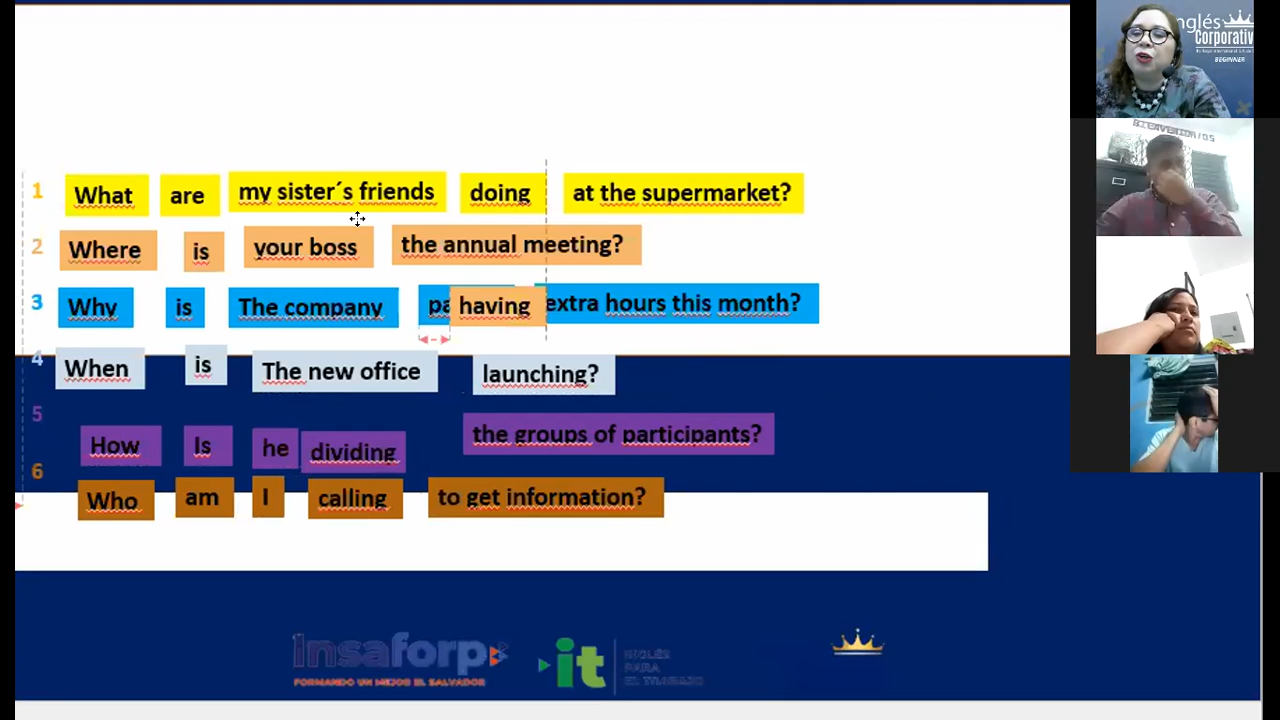 1 What are my sister´s friends doing at the supermarket?
2 Where is your boss the annual meeting?
3 Why is The company having extra hours this month?
4 When is The new office launching?
5 How Is he dividing the groups of participants?
6 Who am I calling to get information?
Insaforp
FORMANDO UN MEJOR EL SALVADOR
it
INGLÉS
PARA
EL TRABAJO
nglés
Corporativ
BEGINNER
BIENVENIDOS